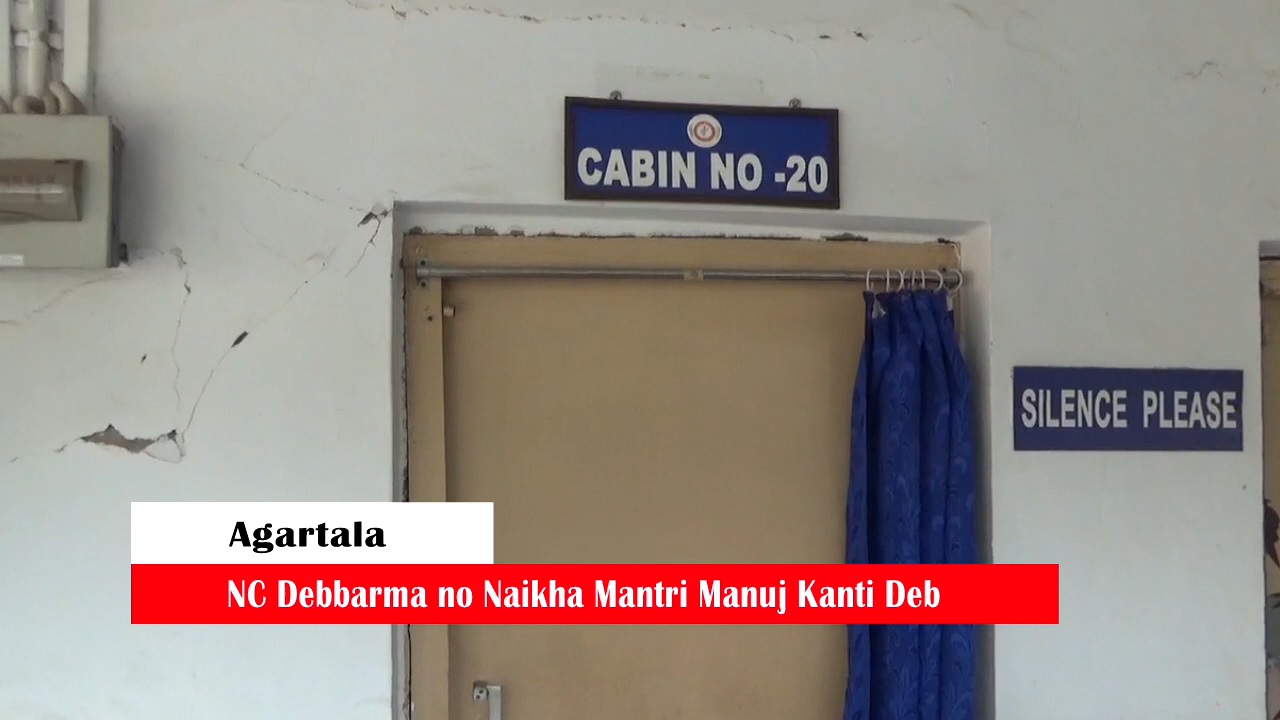 CABIN NO -20
SILENCE PLEASE
Agartala
NC Debbarma no Naikha Mantri Manuj Kanti Deb